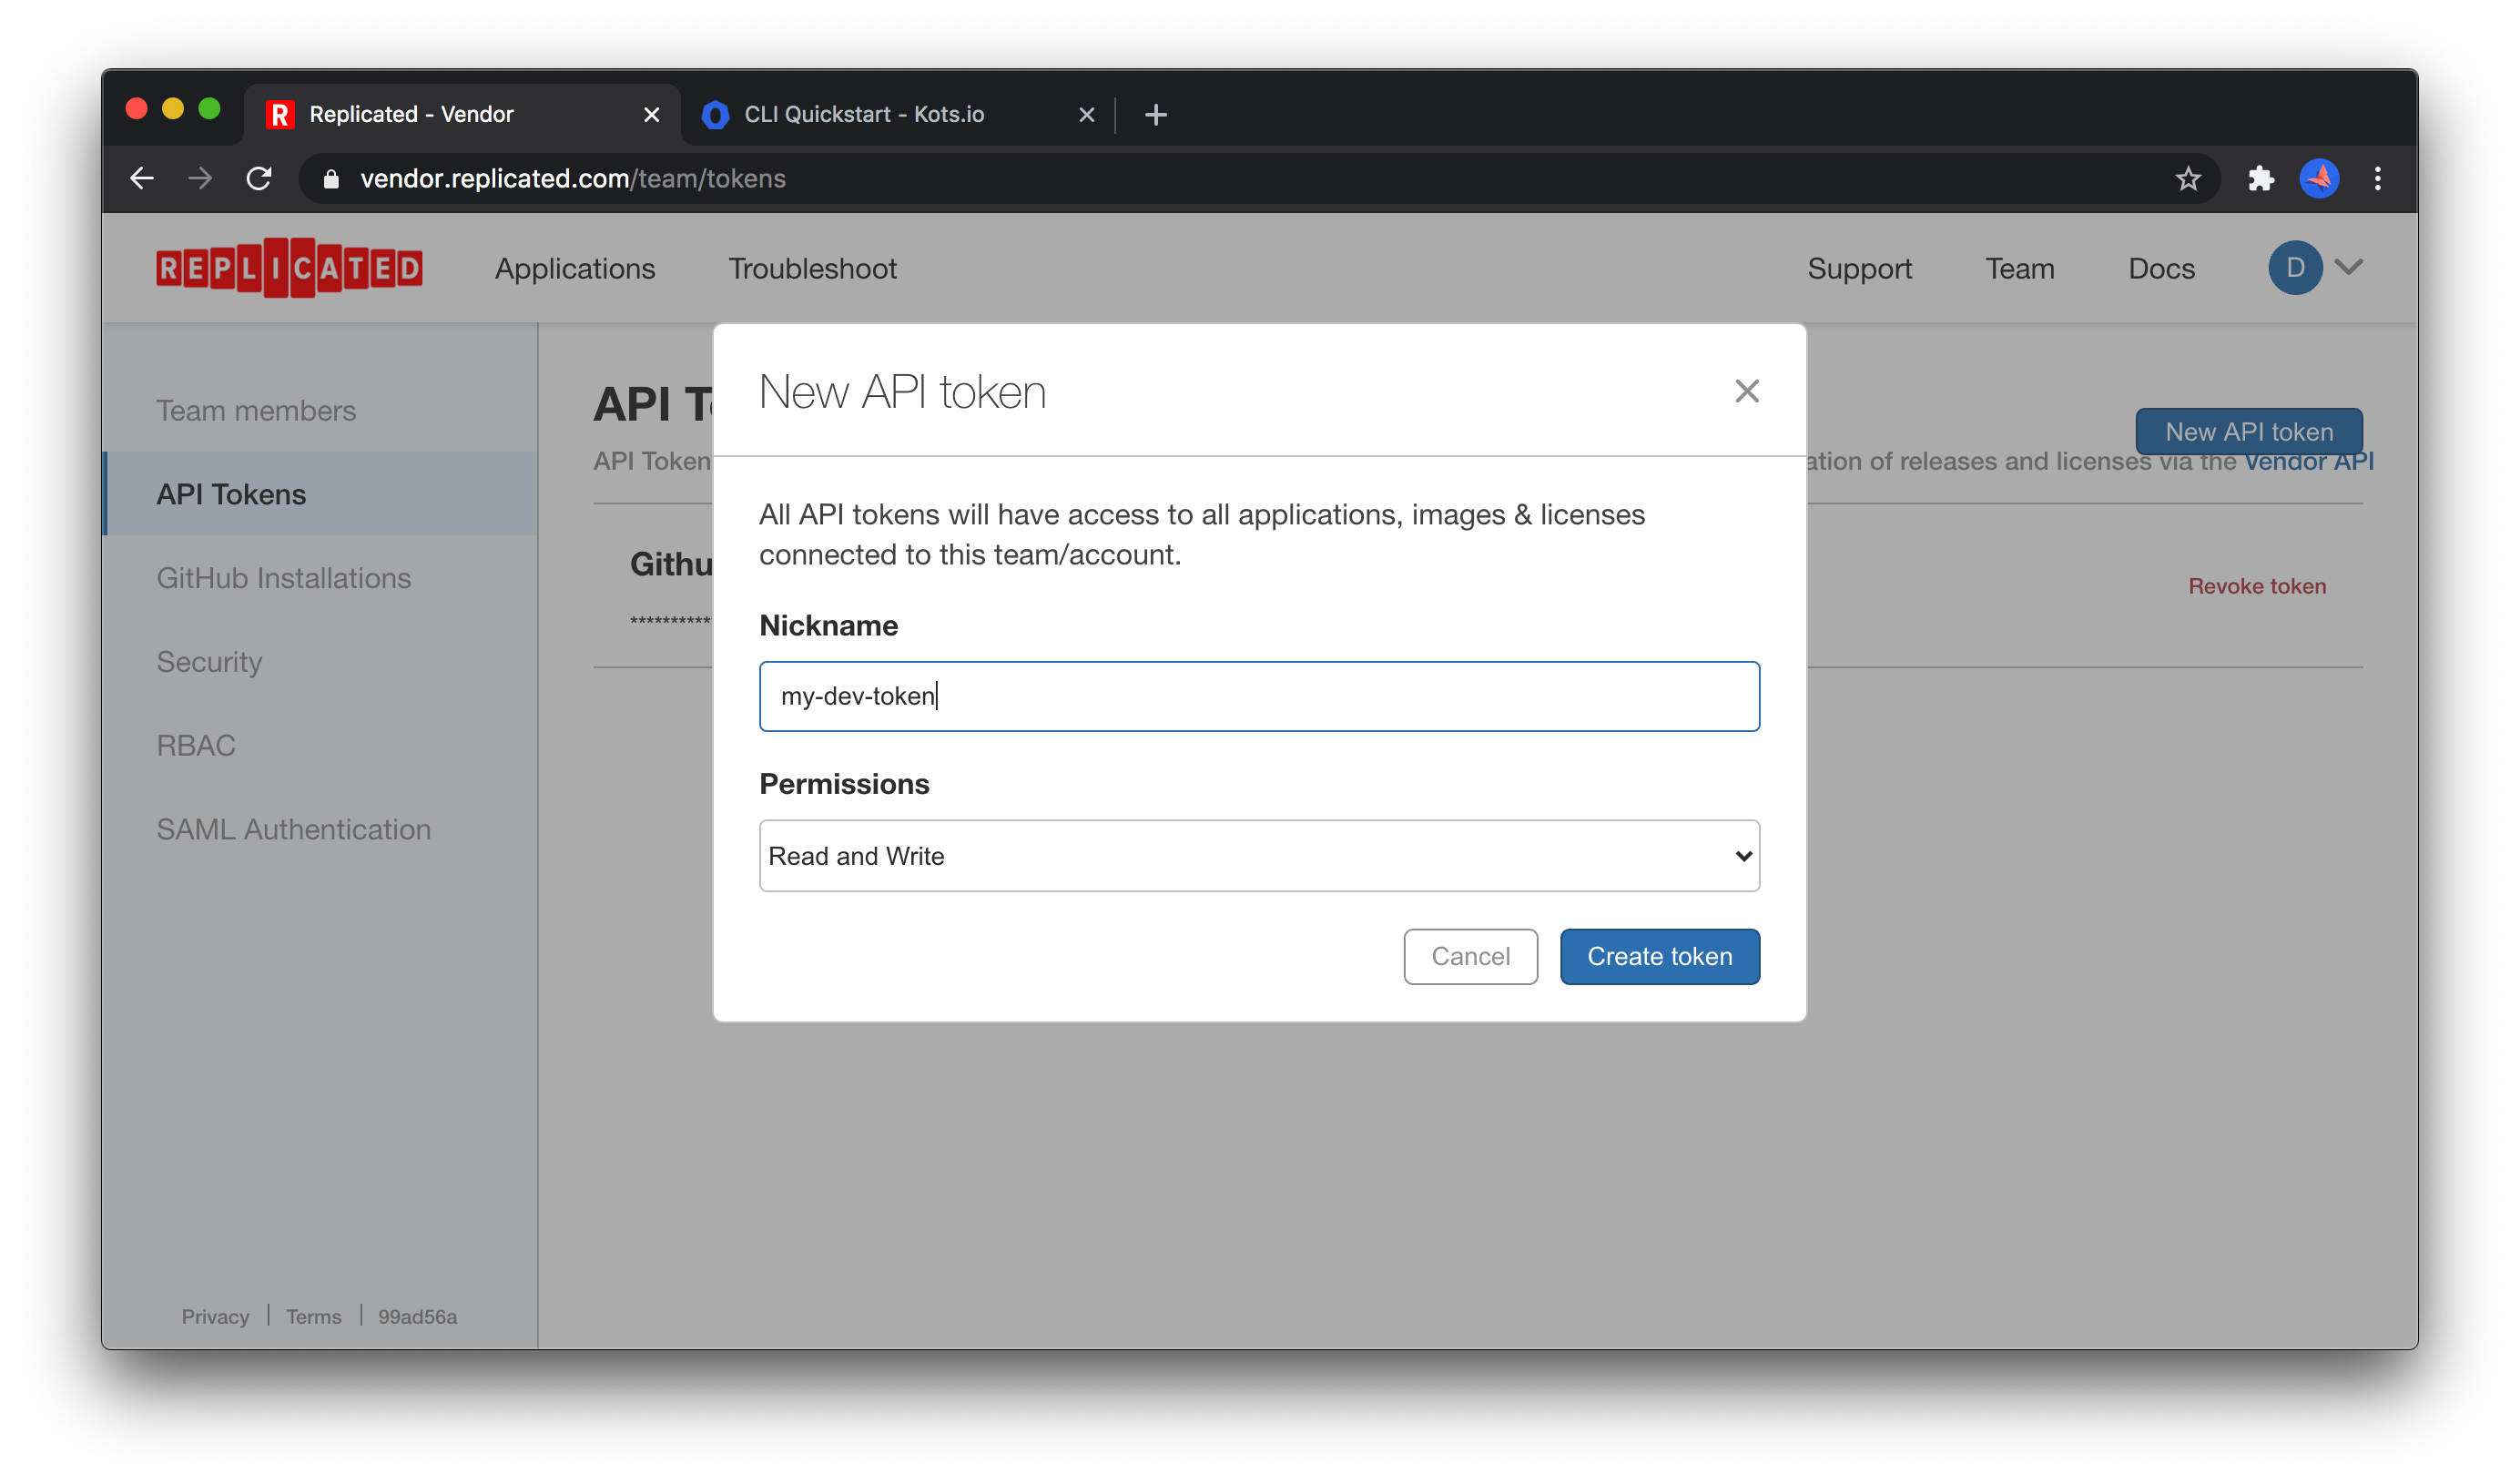 Replicated - Vendor
CLI Quickstart - Kots.io
vendor.replicated.com/team/tokens
REPLICATED
Applications
Troubleshoot
Support
Team
Docs
D
Team members
API Tokens
GitHub Installations
Security
RBAC
SAML Authentication
Privacy | Terms | 99ad56a
API T
New API token
API Token
ation of releases and licenses via the Vendor API
Githu
**********
Revoke token
New API token
All API tokens will have access to all applications, images & licenses
connected to this team/account.
Nickname
my-dev-token
Permissions
Read and Write
Cancel
Create token